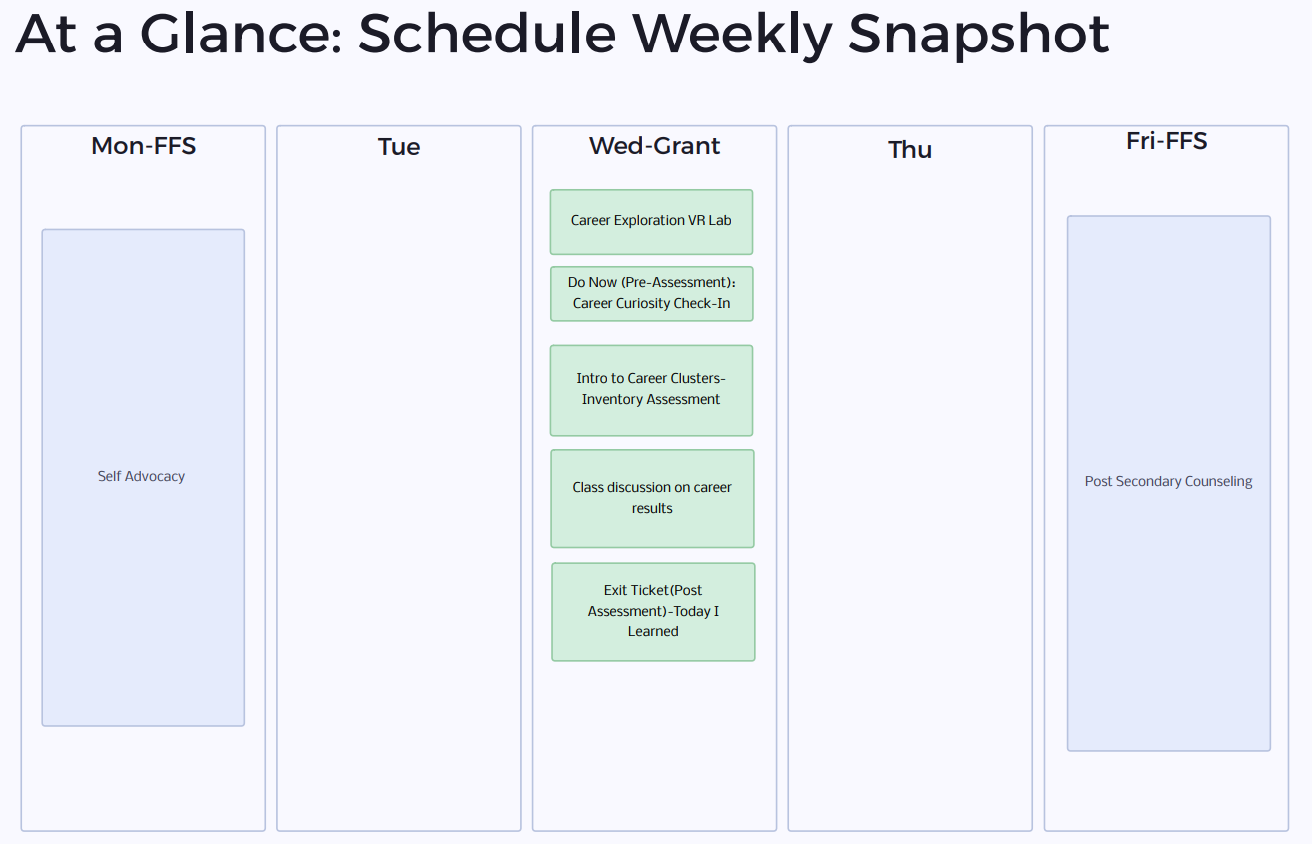 At a Glance: Schedule Weekly Snapshot
Mon-FFS
Self Advocacy
Tue
Wed-Grant
Career Exploration VR Lab
Do Now (Pre-Assessment):
Career Curiosity Check-In
Intro to Career Clusters-
Inventory Assessment
Class discussion on career
results
Exit Ticket(Post
Assessment)-Today I
Learned
Thu
Fri-FFS
Post Secondary Counseling